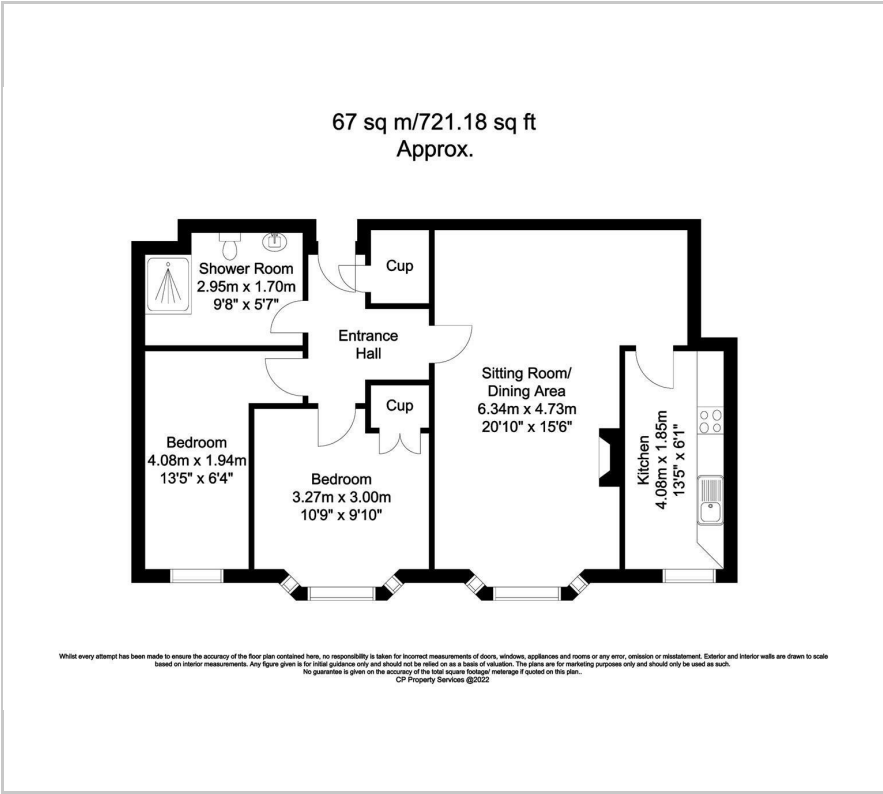 67 sq m/721.18 sq ft
Approx.
Cup
Shower Room
2.95m x 1.70m
9'8" x 5'7"
Entrance
Hall
Sitting Room/
Dining Area
6.34m x 4.73m
20'10" x 15'6"
Cup
Bedroom
4.08m x 1.94m
13'5" x 6'4"
Bedroom
3.27m x 3.00m
10'9" x 9'10"
Kitchen
4.08m x 1.85m
13'5" x 6'1"
Whilst every attempt has been made to ensure the accuracy of the floor plan contained here, no responsibility is taken for incorrect measurements of doors, windows, appliances and rooms or any error, omission or misstatement. Exterior and interior walls are drawn to scale
based on interior measurements. Any figure given is for initial guidance only and should not be relied on as a basis of valuation. The plans are for marketing purposes only and should only be used as such.
No guarantee is given on the accuracy of the total square footage/ meterage if quoted on this plan..
CP Property Services @2022